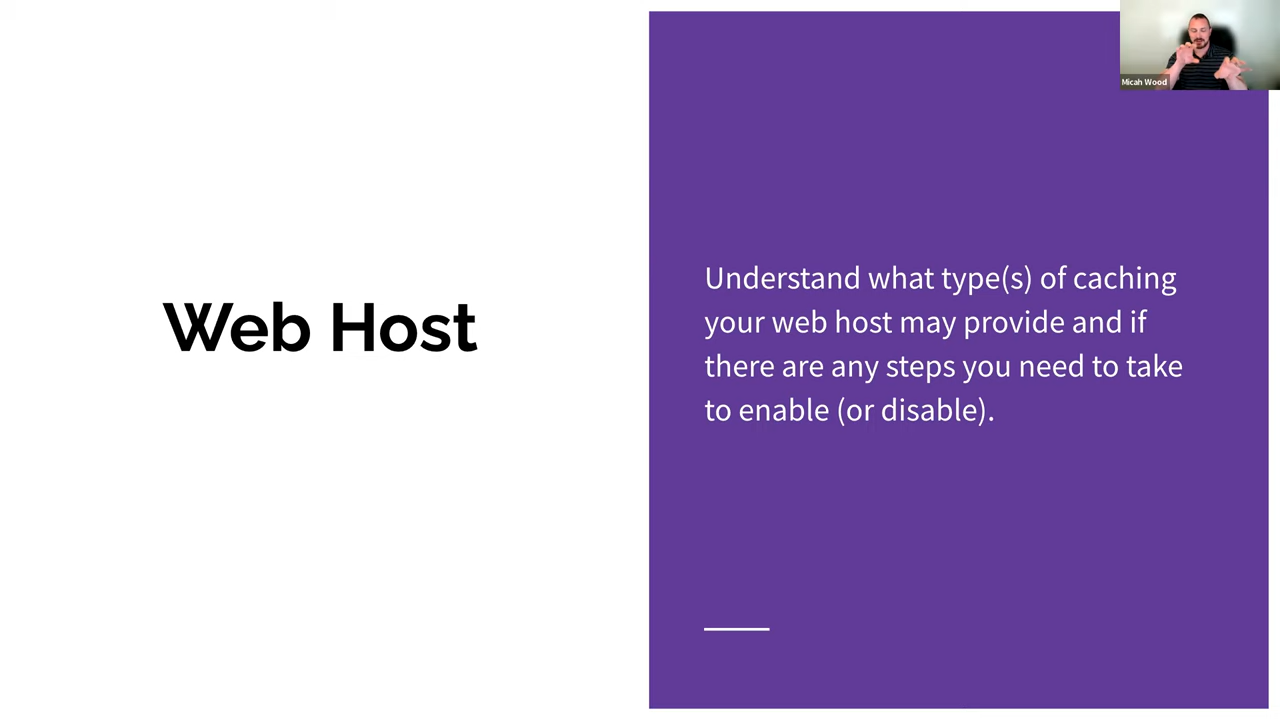 Web Host
Understand what type(s) of caching
your web host may provide and if
there are any steps you need to take
to enable (or disable).
Micah Wood